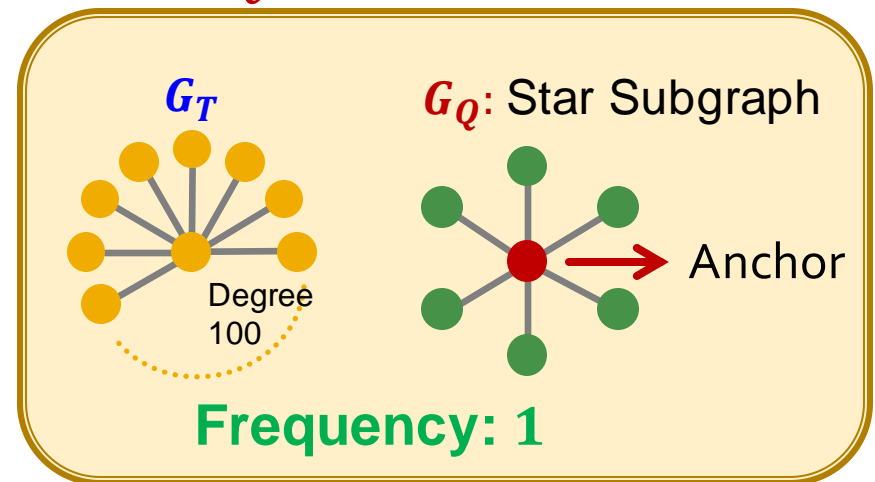 G_T
G_Q: Star Subgraph
Anchor
Degree
100
Frequency: 1